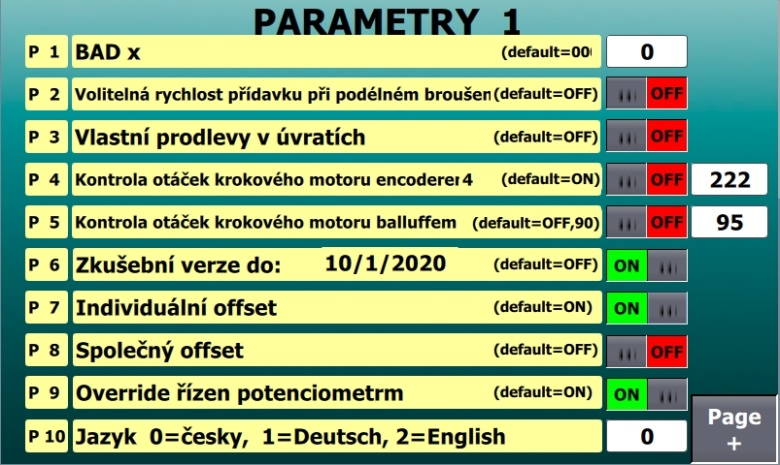 PARAMETRY 1
P 1 BAD x (default=00 0
P 2 Volitelná rychlost přídavku při podélném broušen (default=OFF) OFF
P 3 Vlastní prodlevy v úvratích (default=OFF) OFF
P 4 Kontrola otáček krokového motoru encoderer 4 (default=ON) OFF 222
P 5 Kontrola otáček krokového motoru balluffem (default=OFF,90) OFF 95
P 6 Zkušební verze do: 10/1/2020 (default=OFF) ON
P 7 Individuální offset (default=ON) ON
P 8 Společný offset (default=OFF) OFF
P 9 Override řízen potenciometrm (default=ON) ON
P 10 Jazyk 0=česky, 1=Deutsch, 2=English 0
Page
+